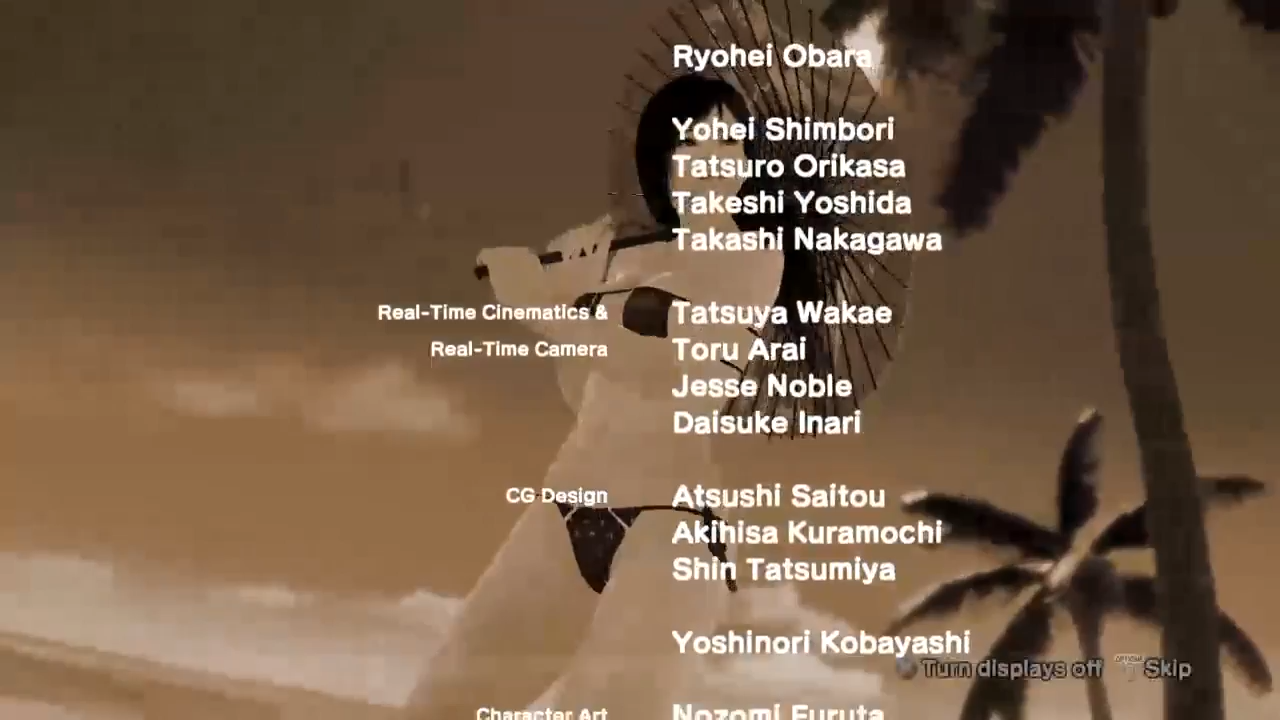 Ryohei Obara
Yohei Shimbori
Tatsuro Orikasa
Takeshi Yoshida
Takashi Nakagawa
Real-Time Cinematics & Tatsuya Wakae
Real-Time Camera Toru Arai
Jesse Noble
Daisuke Inari
CG Design Atsushi Saitou
Akihisa Kuramochi
Shin Tatsumiya
Yoshinori Kobayashi
Turn displays off OPTIONS Skip
Character Art Nozomi Furuta